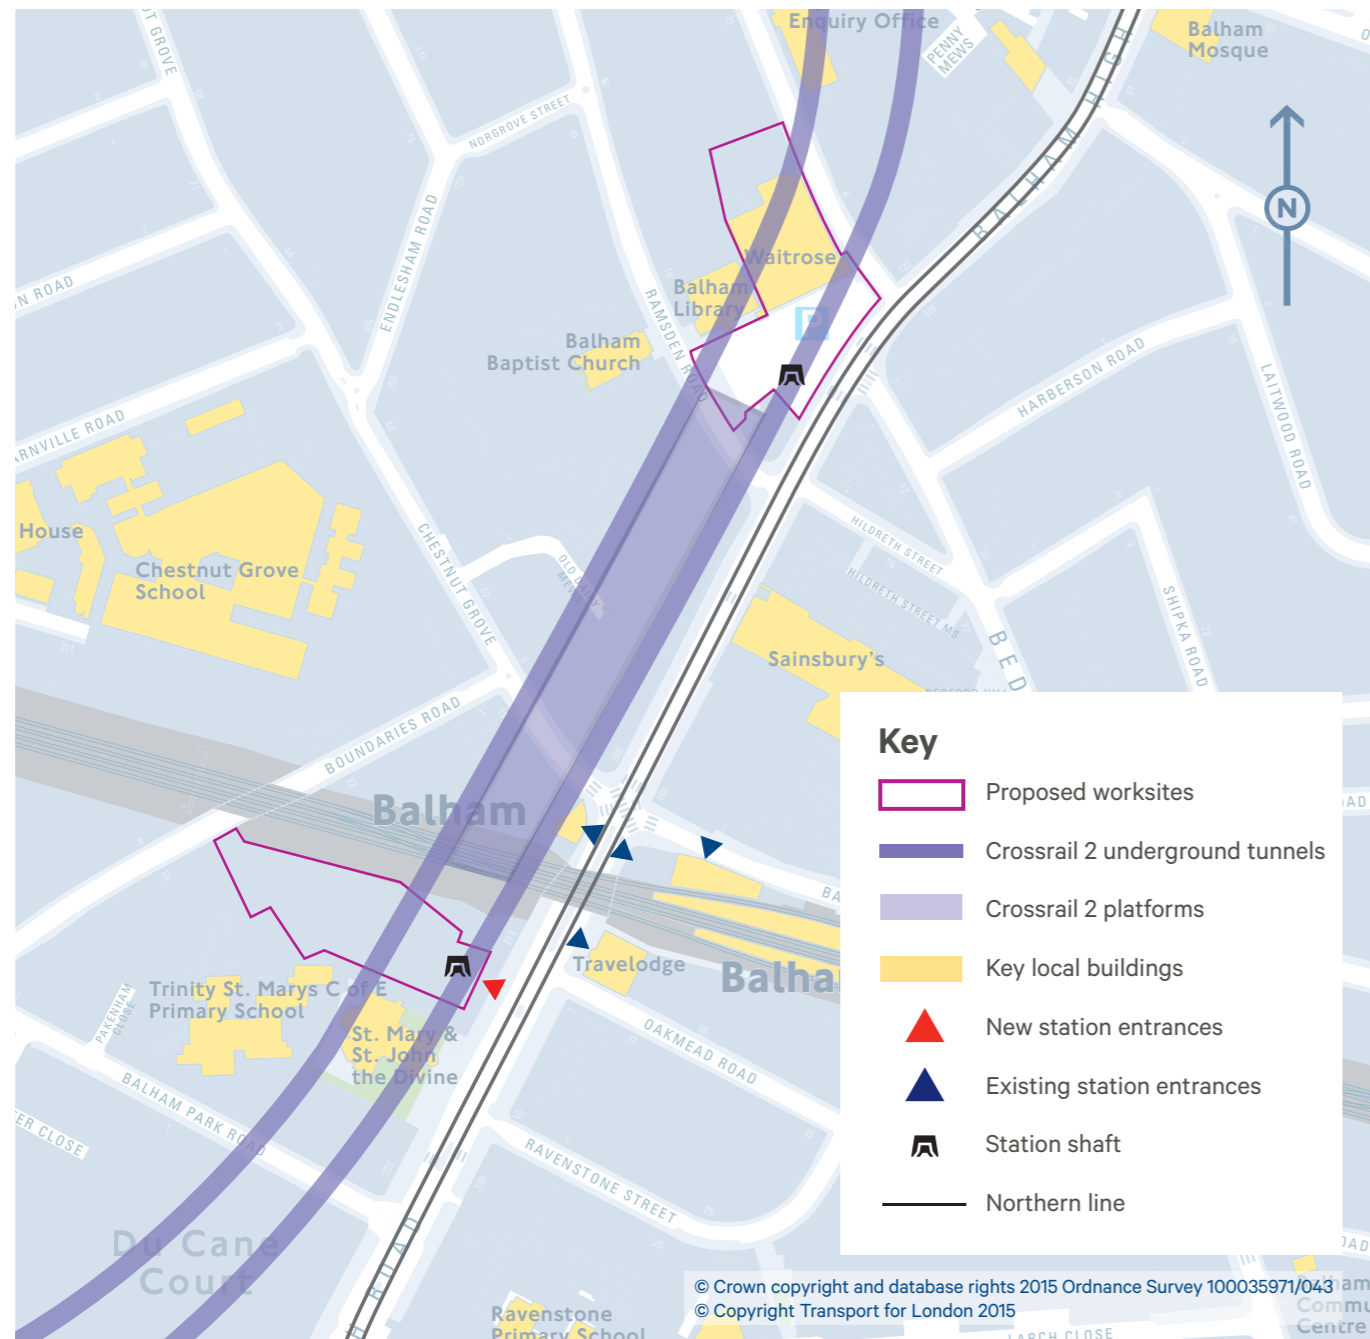 Enquiry Office
PENNY
MEWS
Balham
Mosque
NORGROVE STREET
BALHAM HIGH
N
ENDLESHAM ROAD
RAMSDEN ROAD
Waitrose
Balham
Library
P
Balham
Baptist Church
HARBERSON ROAD
LAITWOOD ROAD
House
Chestnut Grove
School
CHESTNUT GROVE
HILDRETH STREET
HILDRETH STREET MS
SHIPKA ROAD
BED
Sainsbury's
BOUNDARIES ROAD
Balham
Travelodge
Balha
Trinity St. Marys C of E
Primary School
PAKENHAM
CLOSE
St. Mary &
St. John
the Divine
OAKMEAD ROAD
BALHAM PARK ROAD
ER CLOSE
RAVENSTONE STREET
Du Cane
Court
ROAD
Ravenstone
Primary School
LARCH CLOSE
Key
Proposed worksites
Crossrail 2 underground tunnels
Crossrail 2 platforms
Key local buildings
New station entrances
Existing station entrances
Station shaft
Northern line
© Crown copyright and database rights 2015 Ordnance Survey 100035971/043
© Copyright Transport for London 2015